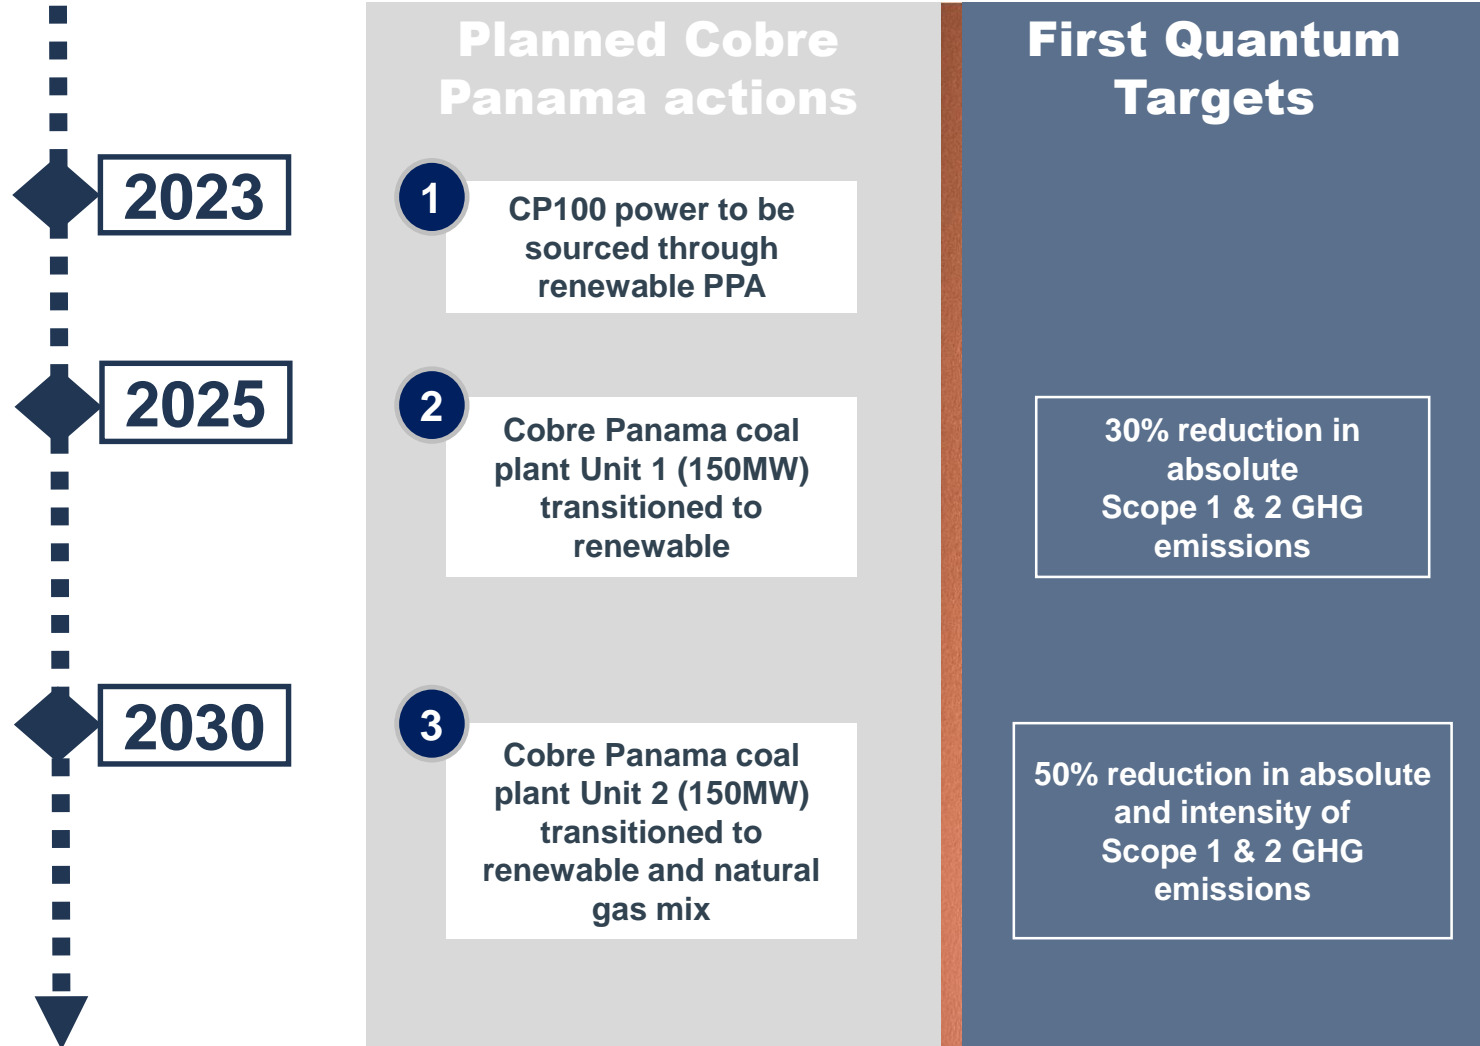 Planned Cobre
Panama actions
First Quantum
Targets
2023
1
CP100 power to be
sourced through
renewable PPA
2025
2
Cobre Panama coal
plant Unit 1 (150MW)
transitioned to
renewable
30% reduction in
absolute
Scope 1 & 2 GHG
emissions
2030
3
Cobre Panama coal
plant Unit 2 (150MW)
transitioned to
renewable and natural
gas mix
50% reduction in absolute
and intensity of
Scope 1 & 2 GHG
emissions